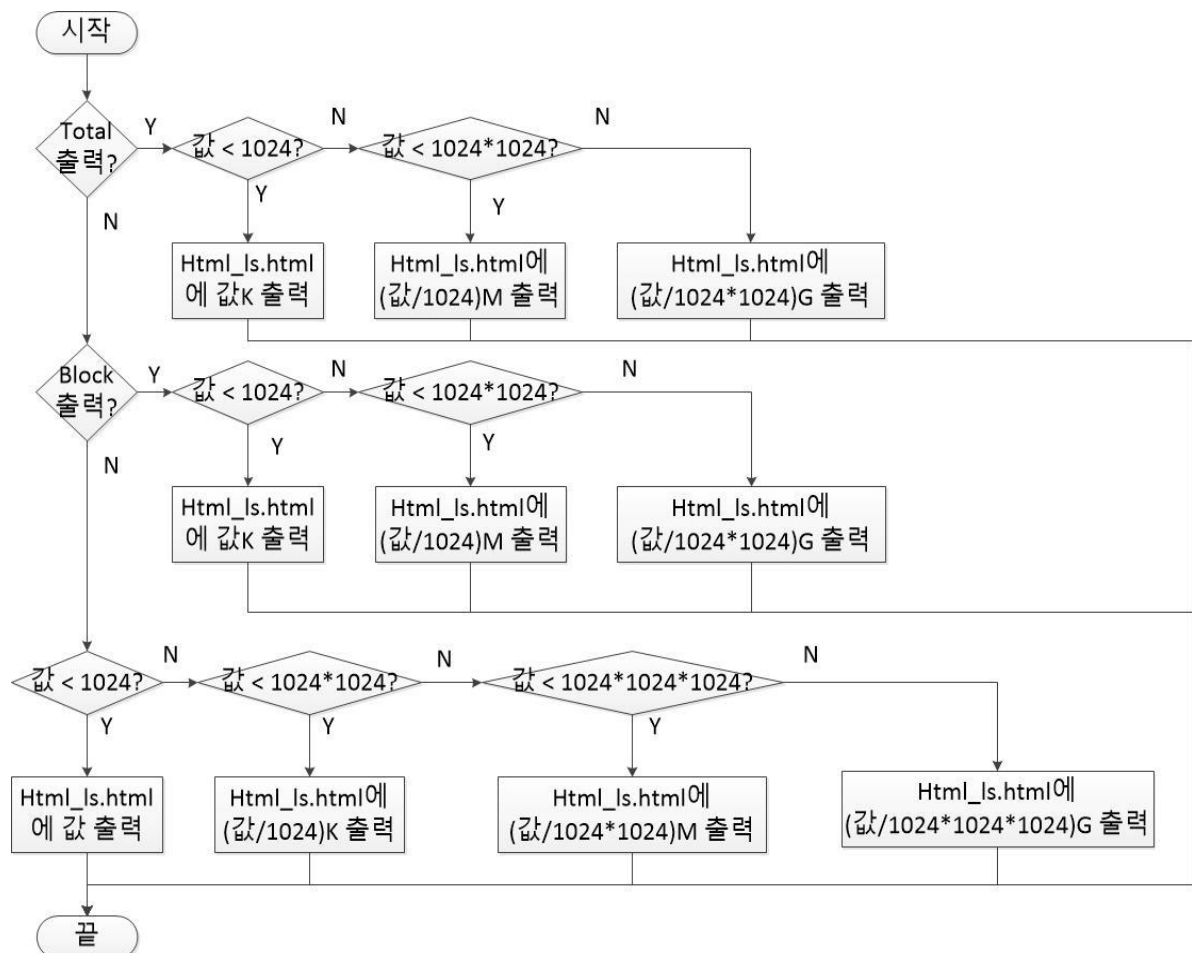 시작
Total
출력?
Y
값 < 1024?
N
값 < 1024*1024?
N
Y
Y
N
Html_ls.html
에 값K 출력
Html_ls.html에
(값/1024)M 출력
Html_ls.html에
(값/1024*1024)G 출력
Block
출력?
Y
값 < 1024?
N
값 < 1024*1024?
N
Y
Y
N
Html_ls.html
에 값K 출력
Html_ls.html에
(값/1024)M 출력
Html_ls.html에
(값/1024*1024)G 출력
값 < 1024?
N
값 < 1024*1024?
N
값 < 1024*1024*1024?
N
Y
Y
Y
Html_ls.html
에 값 출력
Html_ls.html에
(값/1024)K 출력
Html_ls.html에
(값/1024*1024)M 출력
Html_ls.html에
(값/1024*1024*1024)G 출력
끝